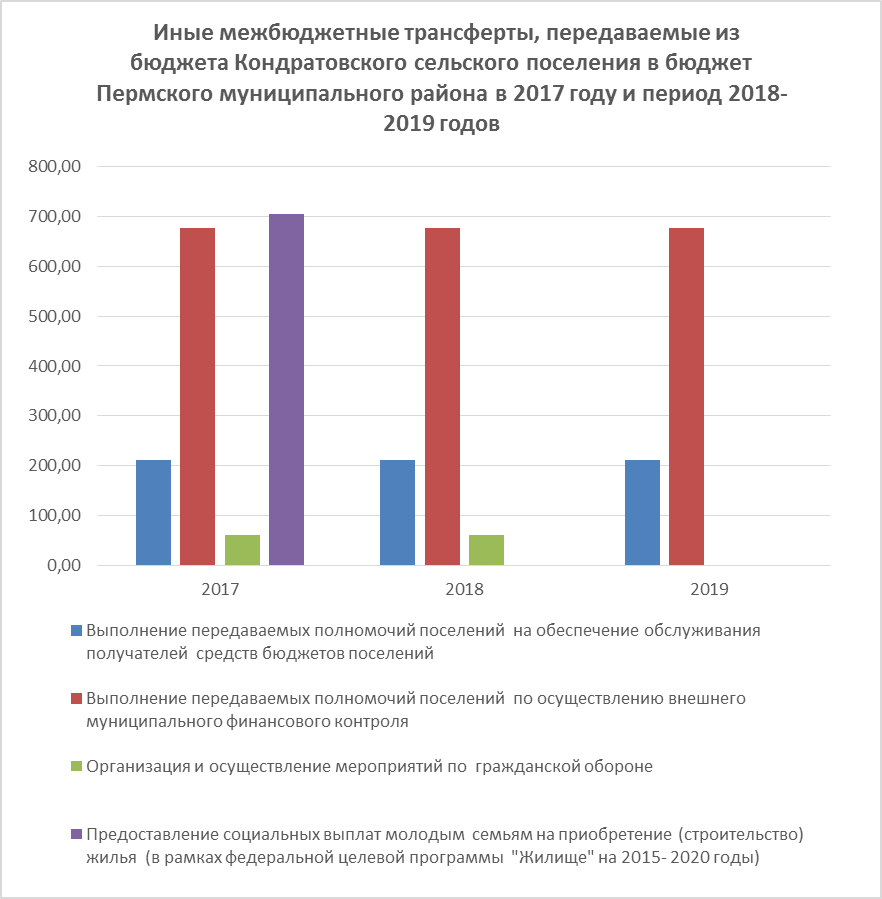 Иные межбюджетные трансферты, передаваемые из
бюджета Кондратовского сельского поселения в бюджет
Пермского муниципального района в 2017 году и период 2018-
2019 годов
800,00
700,00
600,00
500,00
400,00
300,00
200,00
100,00
0,00
2017 2018 2019
Выполнение передаваемых полномочий поселений на обеспечение обслуживания
получателей средств бюджетов поселений
Выполнение передаваемых полномочий поселений по осуществлению внешнего
муниципального финансового контроля
Организация и осуществление мероприятий по гражданской обороне
Предоставление социальных выплат молодым семьям на приобретение (строительство)
жилья (в рамках федеральной целевой программы "Жилище" на 2015- 2020 годы)